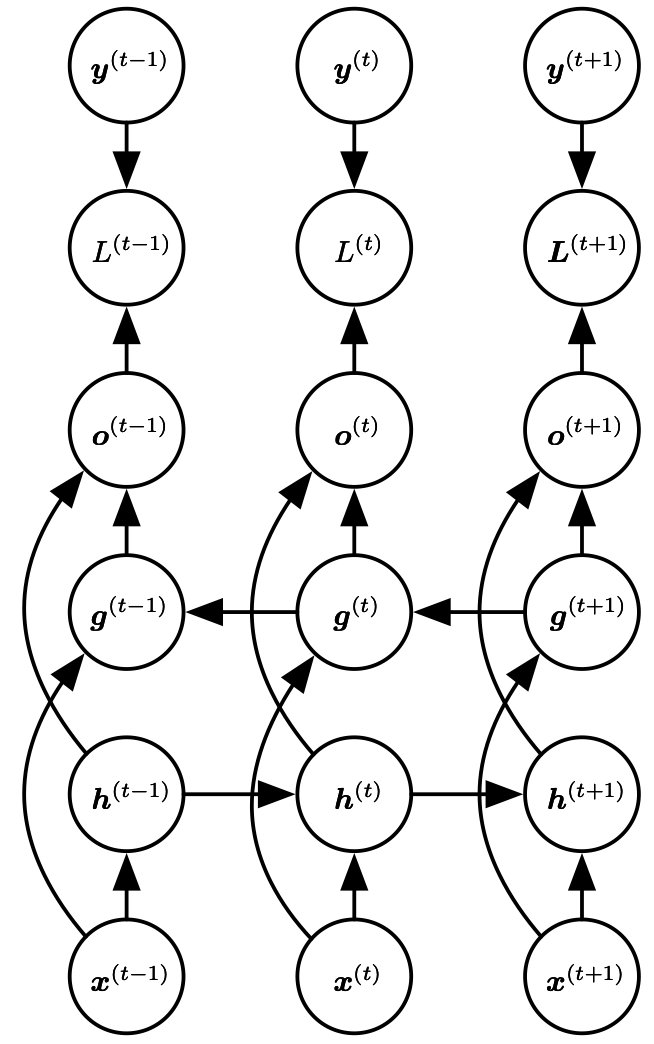 y(t−1) y(t) y(t+1)
L(t−1) L(t) L(t+1)
o(t−1) o(t) o(t+1)
g(t−1) g(t) g(t+1)
h(t−1) h(t) h(t+1)
x(t−1) x(t) x(t+1)